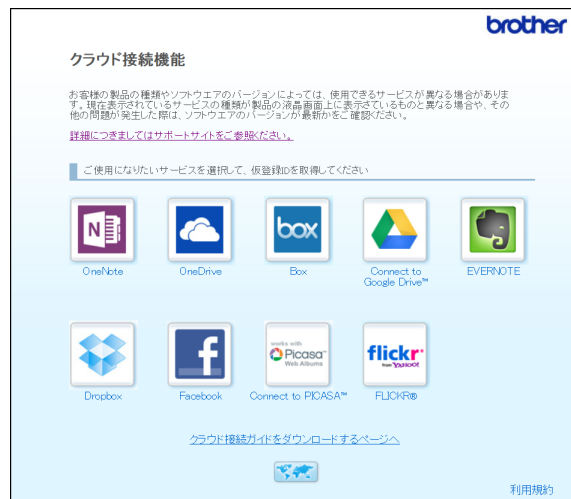 brother
クラウド接続機能
お客様の製品の種類やソフトウエアのバージョンによっては、使用できるサービスが異なる場合がありま
す。現在表示されているサービスの種類が製品の液晶画面上に表示さているものと異なる場合や、その
他の問題が発生した際は、ソフトウエアのバージョンが最新かをご確認ください。
詳細につきましてはサポートサイトをご参照ください。
ご使用になりたいサービスを選択して、仮登録IDを取得してください
N
box
OneNote
OneDrive
Box
Connect to
Google Drive™
EVERNOTE
f
works with
Picasa™
Web Albums
flickr
from Yahoo!
Dropbox
Facebook
Connect to PICASA™
FLICKR®
クラウド接続ガイドをダウンロードするページへ
利用規約